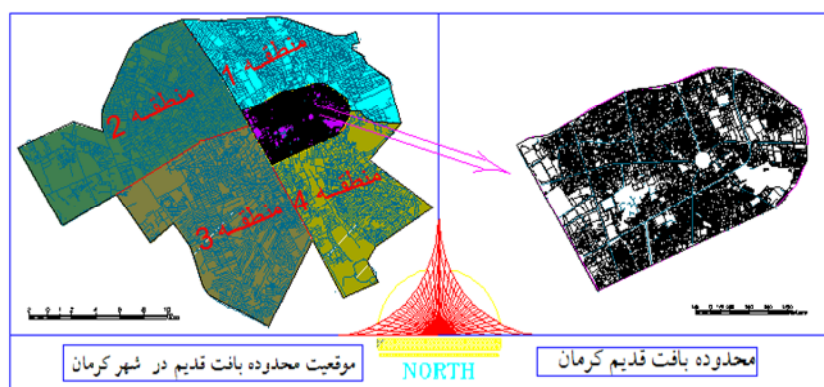 منطقه 1
منطقه 2
منطقه 3
منطقه 4
NORTH
موقعیت محدوده بافت قدیم در شهر کرمان
محدوده بافت قدیم کرمان